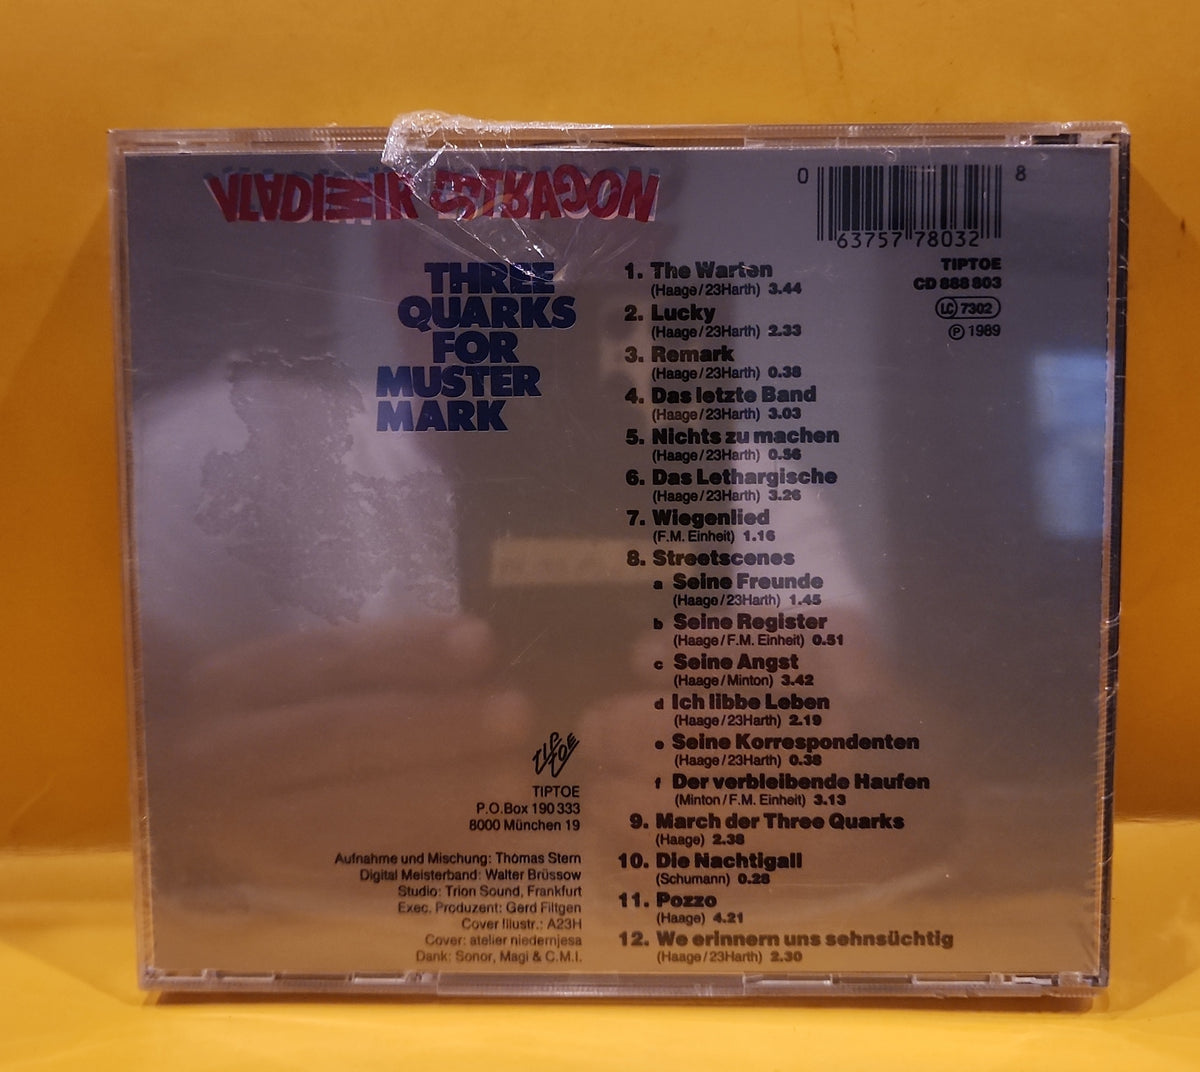 VLADIMIR ESTRAGON
THREE
QUARKS
FOR
MUSTER
MARK
0 63757 78032 8
TIPTOE
CD 888 803
LC 7302
℗ 1989
1. The Warten
(Haage/23Harth) 3.44
2. Lucky
(Haage/23Harth) 2.33
3. Remark
(Haage/23Harth) 0.38
4. Das letzte Band
(Haage/23Harth) 3.03
5. Nichts zu machen
(Haage/23Harth) 0.56
6. Das Lethargische
(Haage/23Harth) 3.26
7. Wiegenlied
(F.M. Einheit) 1.16
8. Streetscenes
a Seine Freunde
(Haage/23Harth) 1.45
b Seine Register
(Haage/F.M. Einheit) 0.51
c Seine Angst
(Haage/Minton) 3.42
d Ich libbe Leben
(Haage/23Harth) 2.19
e Seine Korrespondenten
(Haage/23Harth) 0.38
f Der verbleibende Haufen
(Minton/F.M. Einheit) 3.13
9. March der Three Quarks
(Haage) 2.38
10. Die Nachtigall
(Schumann) 0.28
11. Pozzo
(Haage) 4.21
12. We erinnern uns sehnsüchtig
(Haage/23Harth) 2.30
TIPTOE
TIPTOE
P.O.Box 190 333
8000 München 19
Aufnahme und Mischung: Thomas Stern
Digital Meisterband: Walter Brüssow
Studio: Trion Sound, Frankfurt
Exec. Produzent: Gerd Filtgen
Cover Illustr.: A23H
Cover: atelier niedernjesa
Dank: Sonor, Magi & C.M.I.